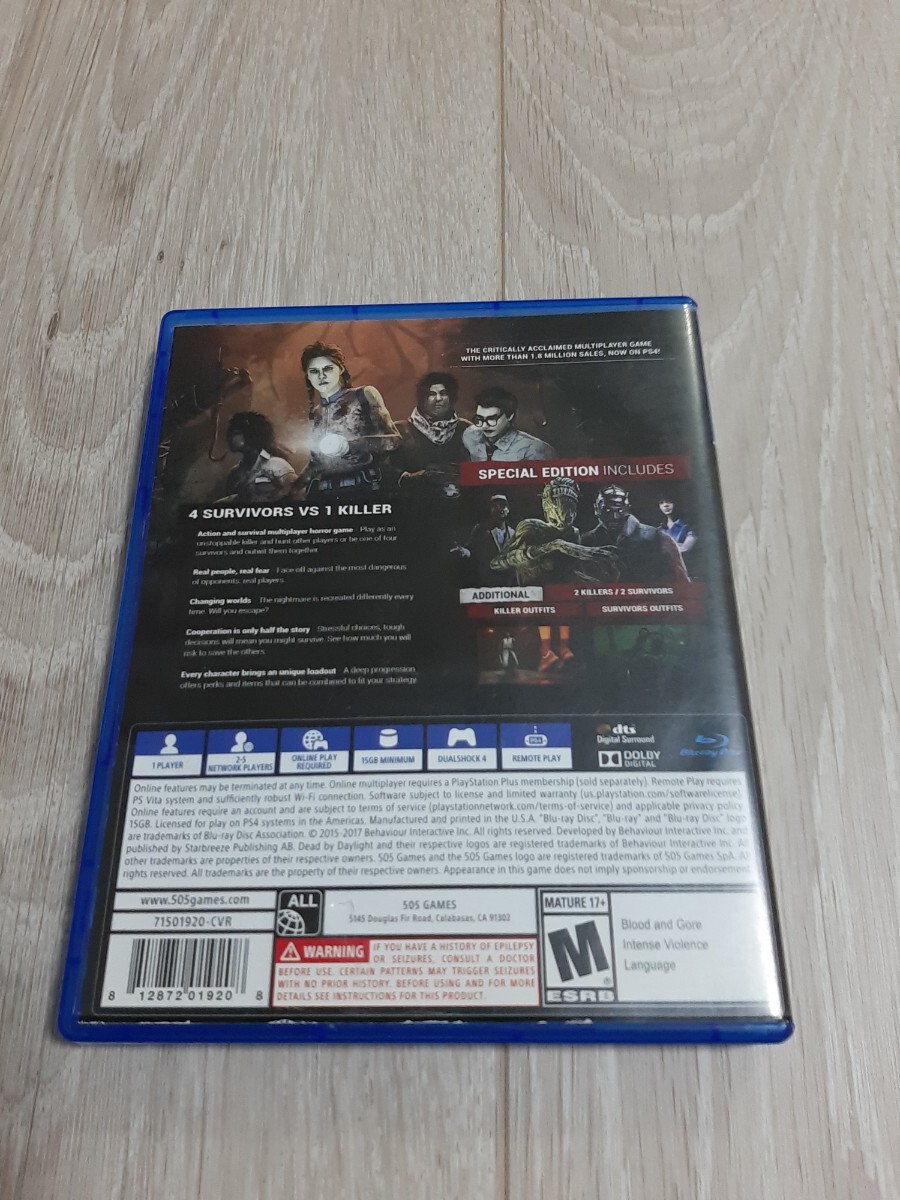 THE CRITICALLY ACCLAIMED MULTIPLAYER GAME
WITH MORE THAN 1.8 MILLION SALES, NOW ON PS4!
SPECIAL EDITION INCLUDES
4 SURVIVORS VS 1 KILLER
Action and survival multiplayer horror game Play as an
unstoppable killer and hunt other players or be one of four
survivors and outwit them together.
Real people, real fear Face off against the most dangerous
of opponents: real players.
Changing worlds The nightmare is recreated differently every
time. Will you escape?
Cooperation is only half the story Stressful choices, tough
decisions will mean you might survive. See how much you will
risk to save the others.
Every character brings an unique loadout A deep progression
offers perks and items that can be combined to fit your strategy.
ADDITIONAL
2 KILLERS / 2 SURVIVORS
KILLER OUTFITS
SURVIVORS OUTFITS
1 PLAYER
2-5
NETWORK PLAYERS
ONLINE PLAY
REQUIRED
15GB MINIMUM
DUALSHOCK 4
REMOTE PLAY
dts
Digital Surround
DOLBY
DIGITAL
Blu-ray Disc
Online features may be terminated at any time. Online multiplayer requires a PlayStation Plus membership (sold separately). Remote Play requires
PS Vita system and sufficiently robust Wi-Fi connection. Software subject to license and limited warranty (us.playstation.com/softwarelicense).
Online features require an account and are subject to terms of service (playstationnetwork.com/terms-of-service) and applicable privacy policy.
15GB. Licensed for play on PS4 systems in the Americas. Manufactured and printed in the U.S.A. "Blu-ray Disc", "Blu-ray" and "Blu-ray Disc" logo
are trademarks of Blu-ray Disc Association. © 2015-2017 Behaviour Interactive Inc. All rights reserved. Developed by Behaviour Interactive Inc. and
published by Starbreeze Publishing AB. Dead by Daylight and their respective logos are registered trademarks of Behaviour Interactive Inc. All
other trademarks are properties of their respective owners. 505 Games and the 505 Games logo are registered trademarks of 505 Games SpA. All
rights reserved. All trademarks are the property of their respective owners. Appearance in this game does not imply sponsorship or endorsement
www.505games.com
71501920-CVR
8 12872 01920 8
ALL
505 GAMES
5145 Douglas Fir Road, Calabasas, CA 91302
WARNING IF YOU HAVE A HISTORY OF EPILEPSY
OR SEIZURES, CONSULT A DOCTOR
BEFORE USE. CERTAIN PATTERNS MAY TRIGGER SEIZURES
WITH NO PRIOR HISTORY. BEFORE USING AND FOR MORE
DETAILS SEE INSTRUCTIONS FOR THIS PRODUCT.
MATURE 17+
M
®
ESRB
Blood and Gore
Intense Violence
Language